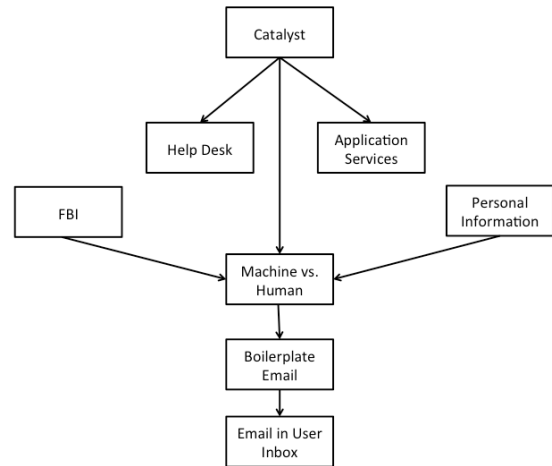 Catalyst
Help Desk
Application
Services
FBI
Personal
Information
Machine vs.
Human
Boilerplate
Email
Email in User
Inbox